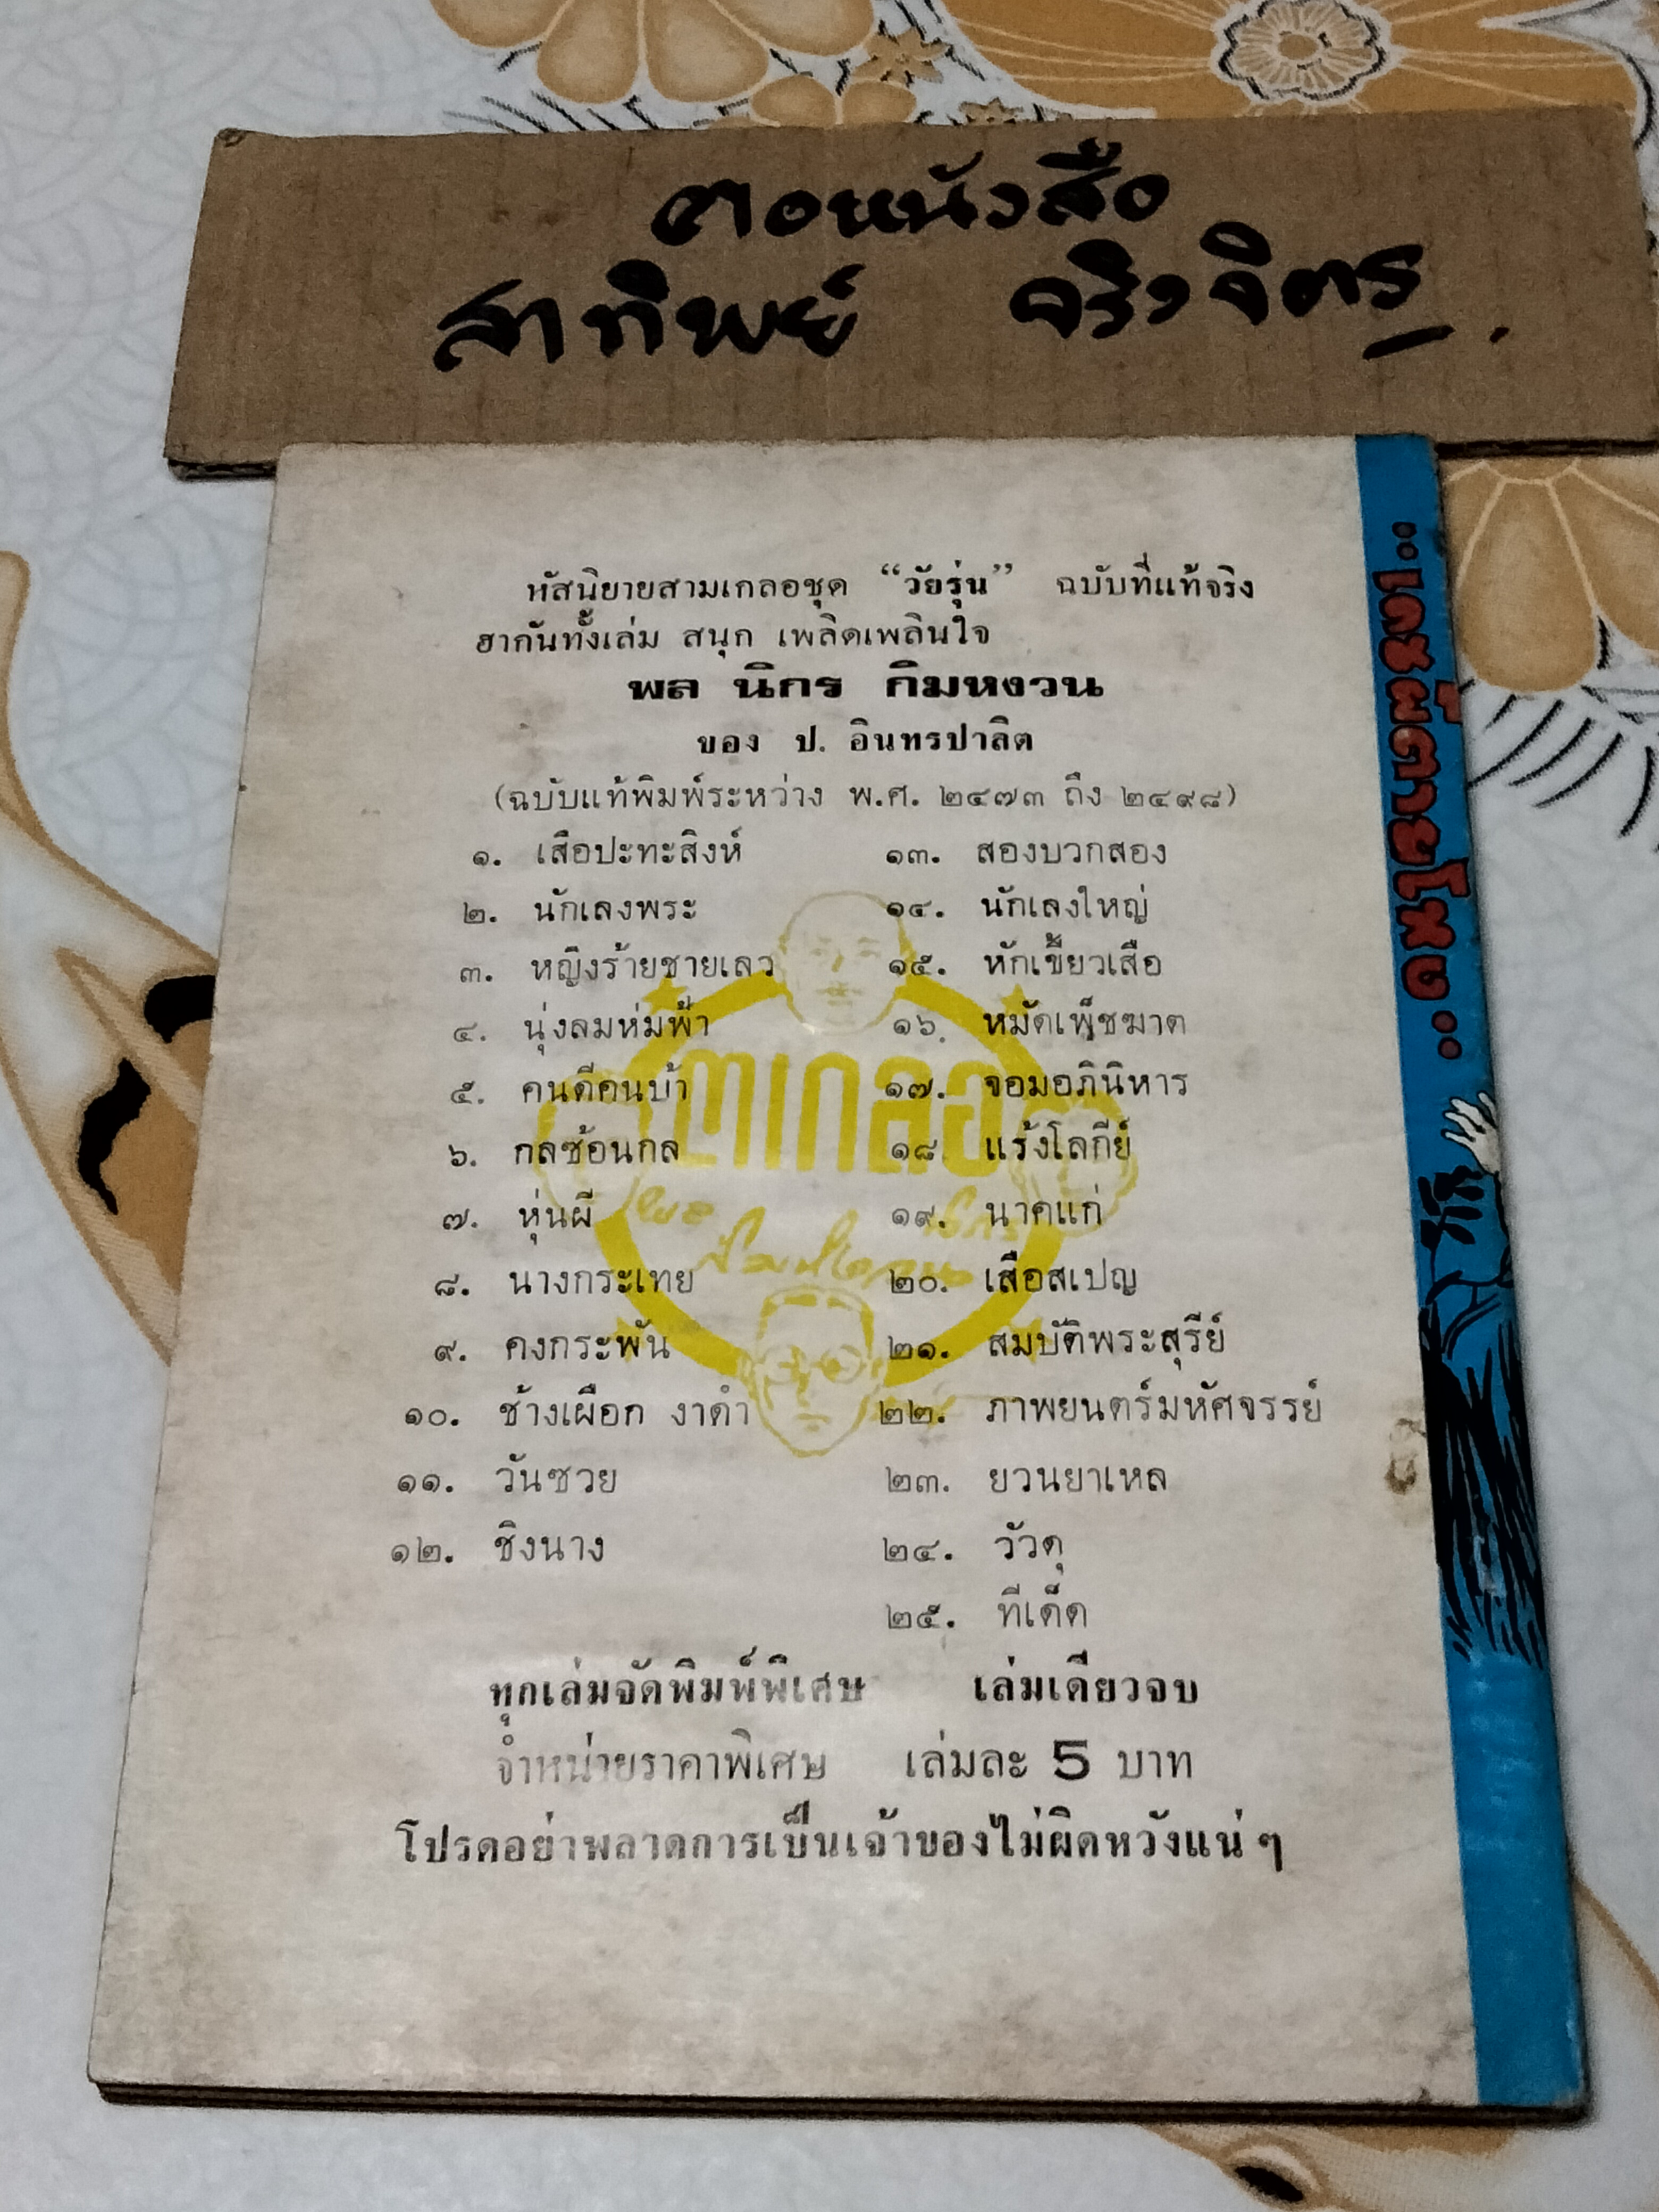 ฅอหนังสือ
สาทิพย์ จริงจิตร
หัสนิยายสามเกลอชุด “วัยรุ่น” ฉบับที่แท้จริง
ฮากันทั้งเล่ม สนุก เพลิดเพลินใจ
พล นิกร กิมหงวน
ของ ป. อินทรปาลิต
(ฉบับแท้พิมพ์ระหว่าง พ.ศ. ๒๔๗๓ ถึง ๒๔๙๘)
๑. เสือปะทะสิงห์
๒. นักเลงพระ
๓. หญิงร้ายชายเลว
๔. นุ่งลมห่มฟ้า
๕. คนดีคนบ้า
๖. กลซ้อนกล
๗. หุ่นผี
๘. นางกระเทย
๙. คงกระพัน
๑๐. ช้างเผือก งาดำ
๑๑. วันซวย
๑๒. ชิงนาง
๑๓. สองบวกสอง
๑๔. นักเลงใหญ่
๑๕. หักเขี้ยวเสือ
๑๖. หมัดเพ็ชฆาต
๑๗. จอมอภินิหาร
๑๘ แร้งโลกีย์
๑๙. นาคแก่
๒๐. เสือสเปญ
๒๑. สมบัติพระสุรีย์
๒๒. ภาพยนตร์มหัศจรรย์
๒๓. ยวนยาเหล
๒๔. วัวดุ
๒๕. ทีเด็ด
ทุกเล่มจัดพิมพ์พิเศษ เล่มเดียวจบ
จำหน่ายราคาพิเศษ เล่มละ 5 บาท
โปรดอย่าพลาดการเป็นเจ้าของไม่ผิดหวังแน่ๆ
๓เกลอ
..เดชผีตายโหง..